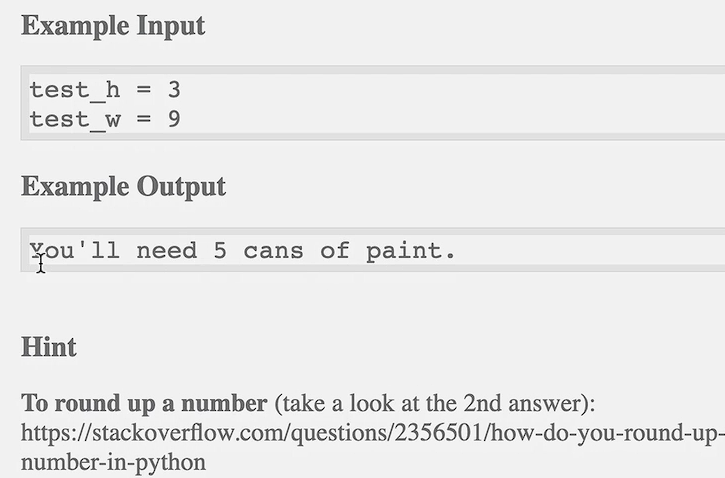 Example Input
test_h = 3
test_w = 9
Example Output
You'll need 5 cans of paint.
Hint
To round up a number (take a look at the 2nd answer):
https://stackoverflow.com/questions/2356501/how-do-you-round-up-
number-in-python